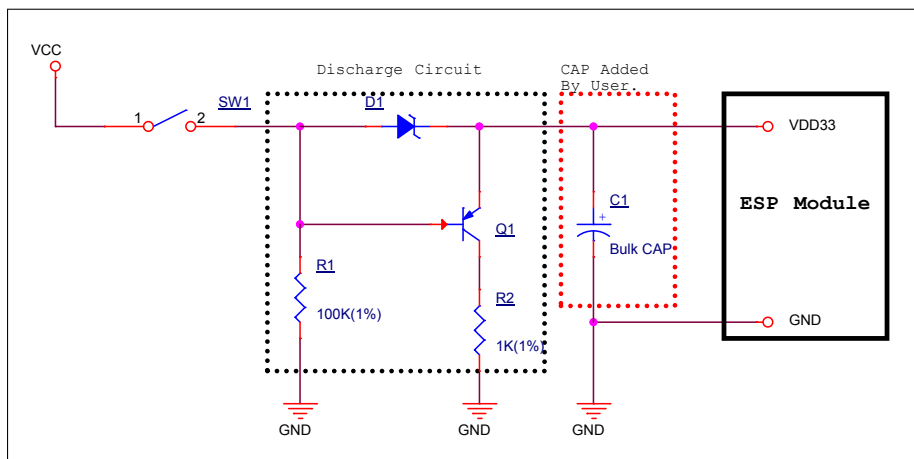 VCC
Discharge Circuit
CAP Added
By User.
SW1
D1
1
2
VDD33
ESP Module
C1
+
Q1
Bulk CAP
R1
R2
100K(1%)
GND
1K(1%)
GND
GND
GND